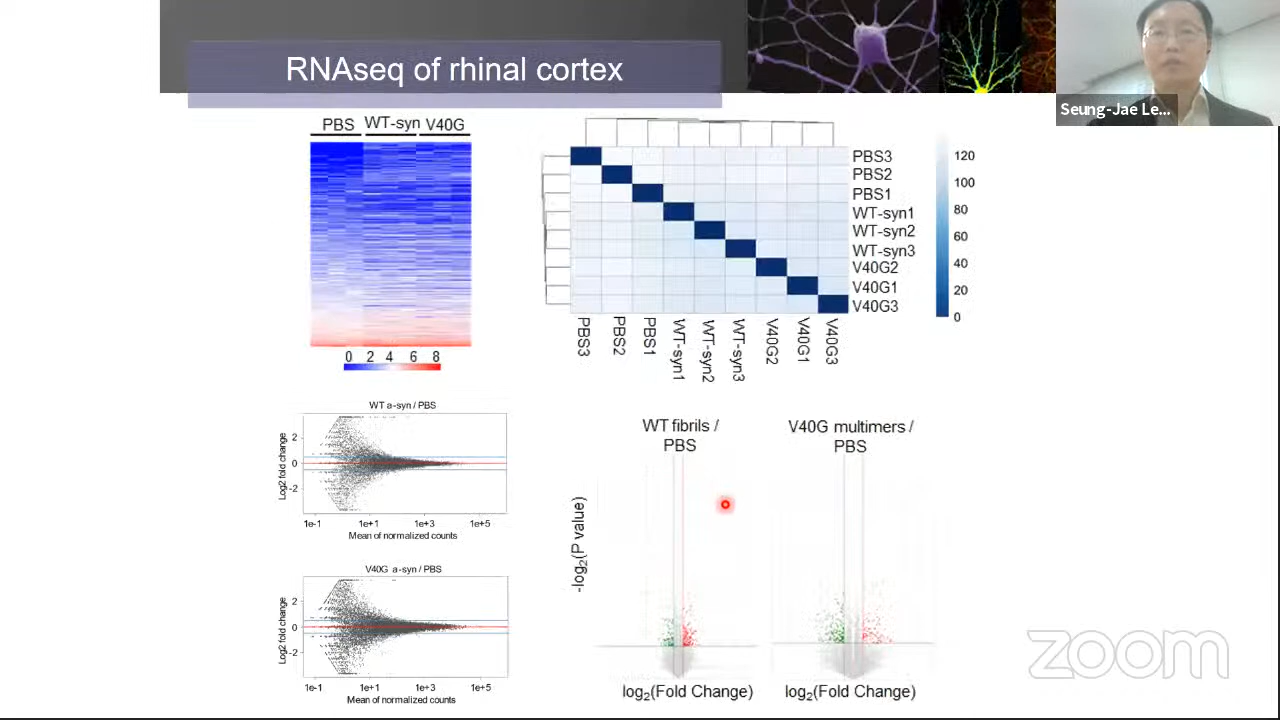 RNAseq of rhinal cortex
Seung-Jae Le...
PBS WT-syn V40G
0 2 4 6 8
PBS3
PBS2
PBS1
WT-syn1
WT-syn2
WT-syn3
V40G2
V40G1
V40G3
PBS3 PBS2 PBS1 WT-syn1 WT-syn2 WT-syn3 V40G2 V40G1 V40G3
120
100
80
60
40
20
0
WT a-syn / PBS
Log2 fold change
2
0
-2
1e-1 1e+1 1e+3 1e+5
Mean of normalized counts
V40G a-syn / PBS
Log2 fold change
2
0
-2
1e-1 1e+1 1e+3 1e+5
Mean of normalized counts
WT fibrils /
PBS
V40G multimers /
PBS
-log2(P value)
log2(Fold Change)
log2(Fold Change)
zoom